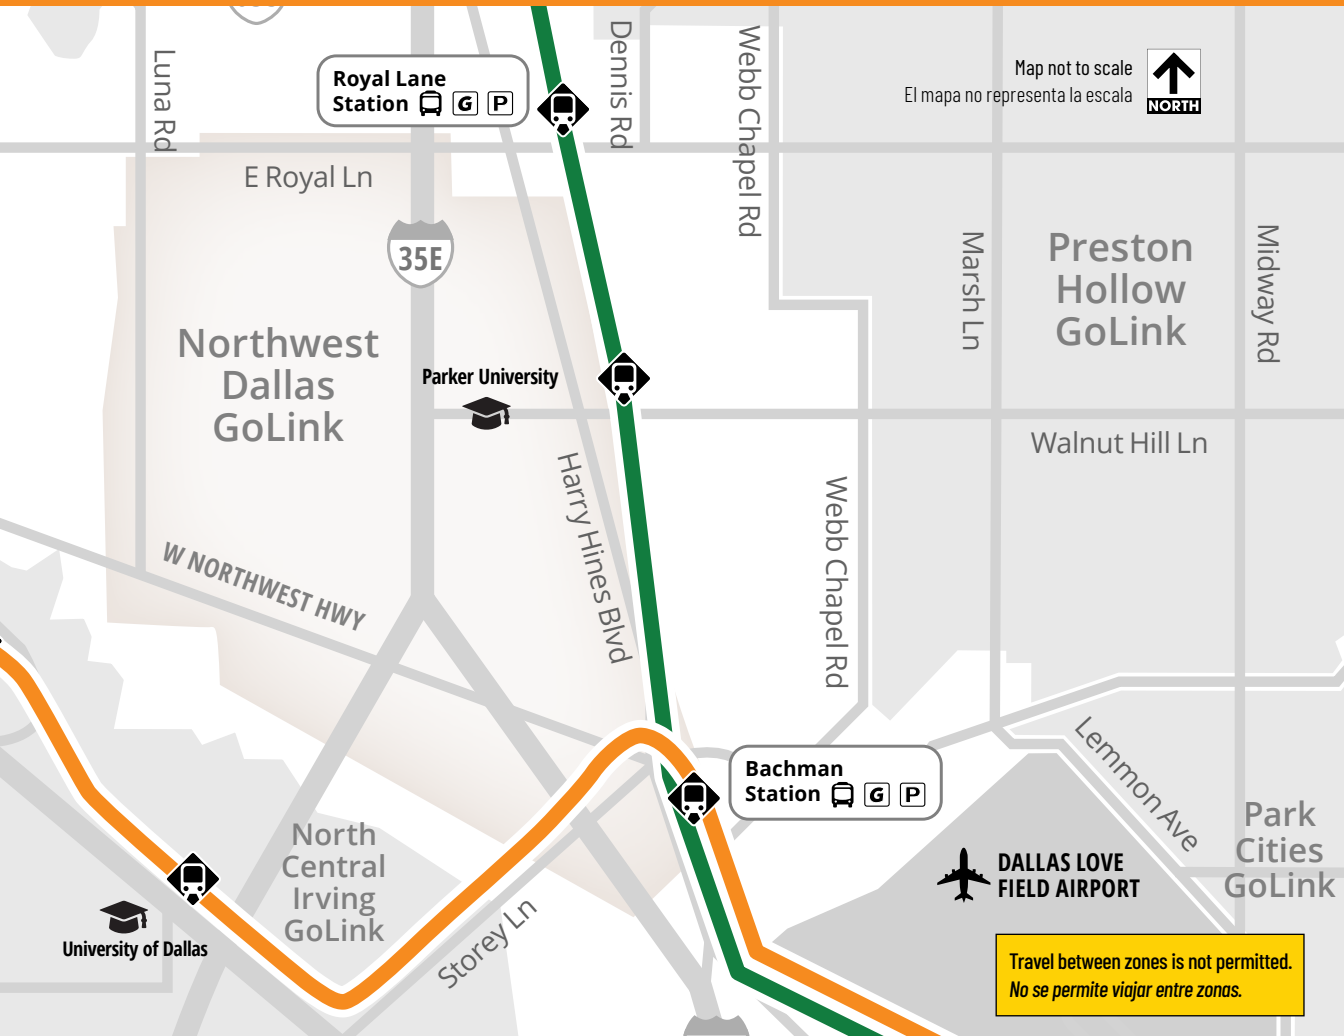 Luna Rd
Royal Lane
Station G P
Dennis Rd
Webb Chapel Rd
Map not to scale
El mapa no representa la escala
NORTH
E Royal Ln
35E
Marsh Ln
Preston
Hollow
GoLink
Midway Rd
Northwest
Dallas
GoLink
Parker University
Walnut Hill Ln
Harry Hines Blvd
Webb Chapel Rd
W NORTHWEST HWY
Bachman
Station G P
Lemmon Ave
Park
Cities
GoLink
North
Central
Irving
GoLink
DALLAS LOVE
FIELD AIRPORT
University of Dallas
Storey Ln
Travel between zones is not permitted.
No se permite viajar entre zonas.